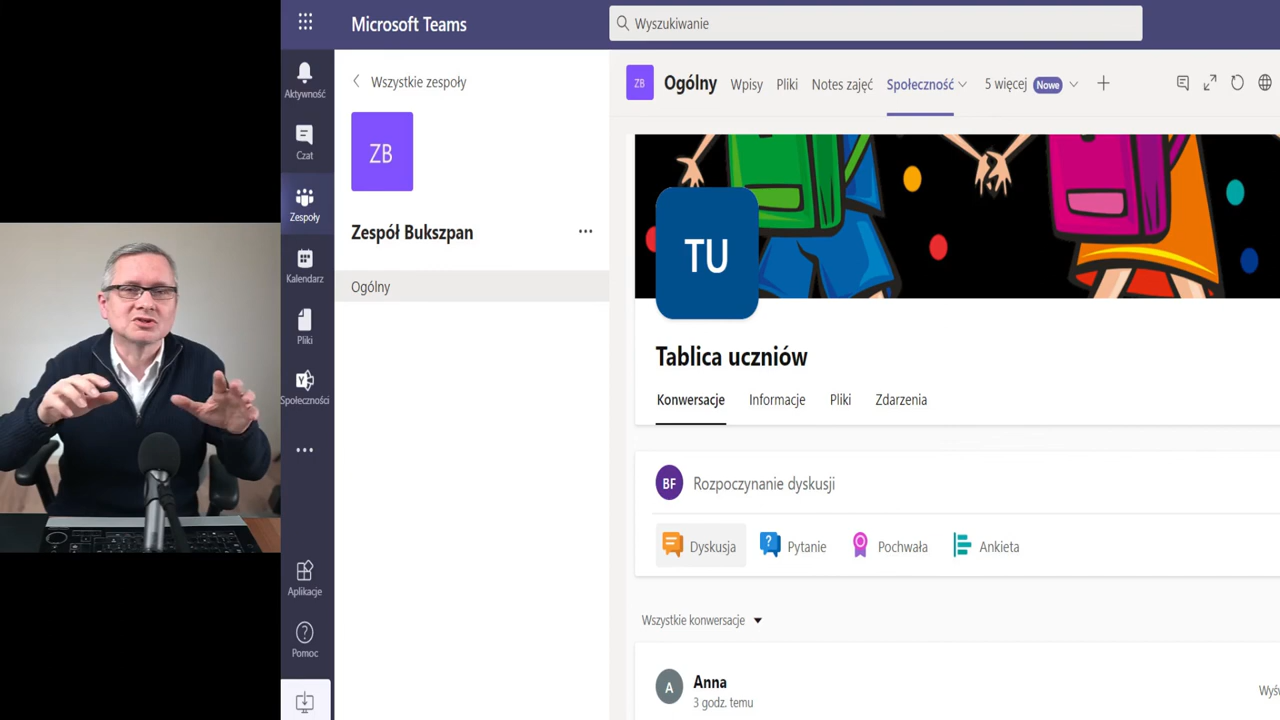 Microsoft Teams
Wyszukiwanie
Aktywność
Czat
Zespoły
Kalendarz
Pliki
Społeczności
Aplikacje
Pomoc
Wszystkie zespoły
ZB
Zespół Bukszpan
Ogólny
ZB Ogólny Wpisy Pliki Notes zajęć Społeczność 5 więcej Nowe
TU
Tablica uczniów
Konwersacje Informacje Pliki Zdarzenia
BF Rozpoczynanie dyskusji
Dyskusja Pytanie Pochwała Ankieta
Wszystkie konwersacje
A Anna
3 godz. temu